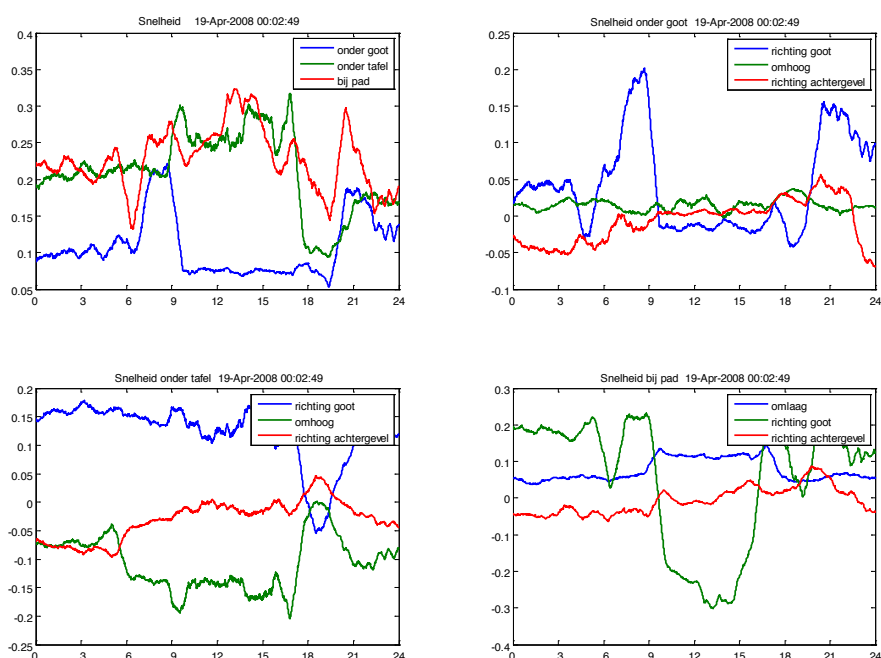 Snelheid 19-Apr-2008 00:02:49
0.4
0.35
0.3
0.25
0.2
0.15
0.1
0.05
0 3 6 9 12 15 18 21 24
onder goot
onder tafel
bij pad
Snelheid onder goot 19-Apr-2008 00:02:49
0.25
0.2
0.15
0.1
0.05
0
-0.05
-0.1
0 3 6 9 12 15 18 21 24
richting goot
omhoog
richting achtergevel
Snelheid onder tafel 19-Apr-2008 00:02:49
0.2
0.15
0.1
0.05
0
-0.05
-0.1
-0.15
-0.2
-0.25
0 3 6 9 12 15 18 21 24
richting goot
omhoog
richting achtergevel
Snelheid bij pad 19-Apr-2008 00:02:49
0.3
0.2
0.1
0
-0.1
-0.2
-0.3
-0.4
0 3 6 9 12 15 18 21 24
omlaag
richting goot
richting achtergevel